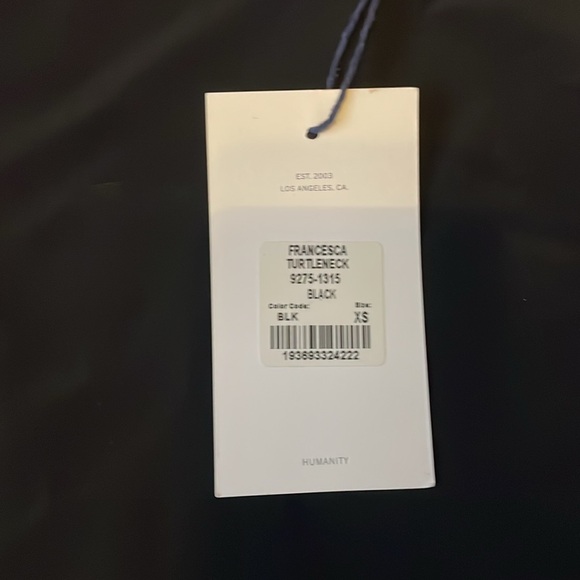 EST. 2003
LOS ANGELES, CA.
FRANCESCA
TURTLENECK
9275-1315
BLACK
Color Code: Size:
BLK XS
193693324222
HUMANITY